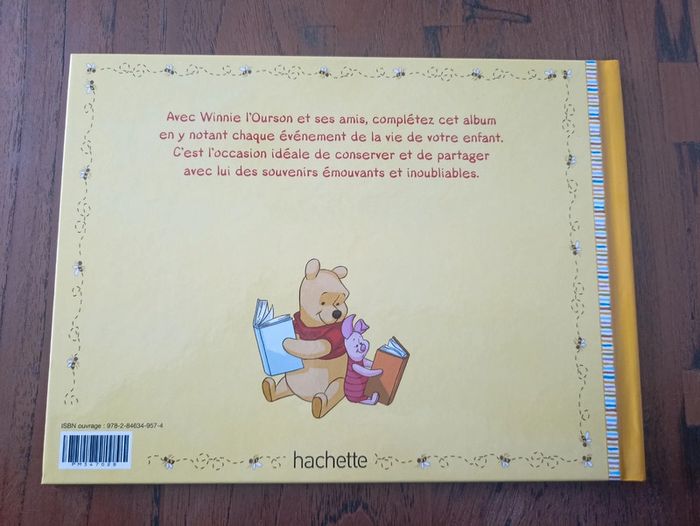 Avec Winnie l'Ourson et ses amis, complétez cet album
en y notant chaque événement de la vie de votre enfant.
C'est l'occasion idéale de conserver et de partager
avec lui des souvenirs émouvants et inoubliables.
ISBN ouvrage : 978-2-84634-957-4
PM347028
hachette